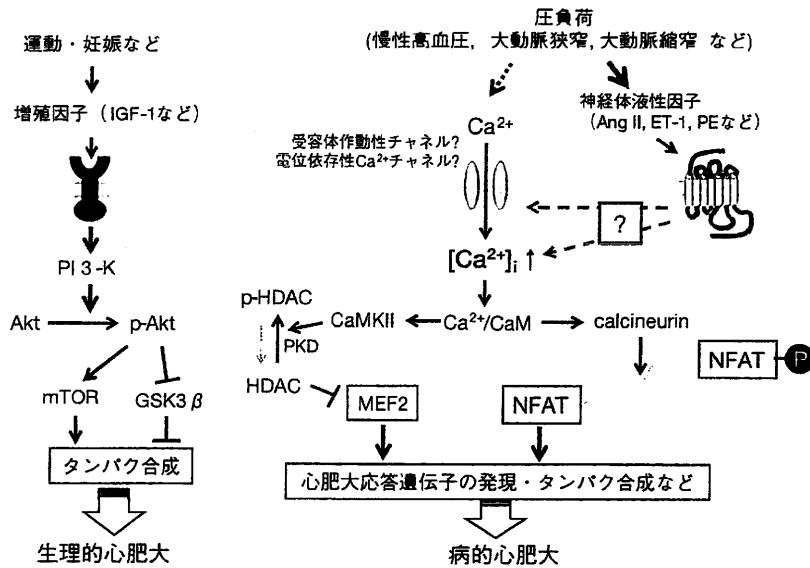 運動・妊娠など
増殖因子（IGF-1など）
PI3-K
Akt
p-Akt
mTOR
GSK3β
タンパク合成
生理的心肥大
圧負荷
(慢性高血圧, 大動脈狭窄, 大動脈縮窄 など)
神経体液性因子
(Ang II, ET-1, PEなど)
Ca²⁺
受容体作動性チャネル?
電位依存性Ca²⁺チャネル?
?
[Ca²⁺]i ↑
p-HDAC
CaMKII
Ca²⁺/CaM
calcineurin
PKD
HDAC
NFAT
P
MEF2
NFAT
心肥大応答遺伝子の発現・タンパク合成など
病的心肥大